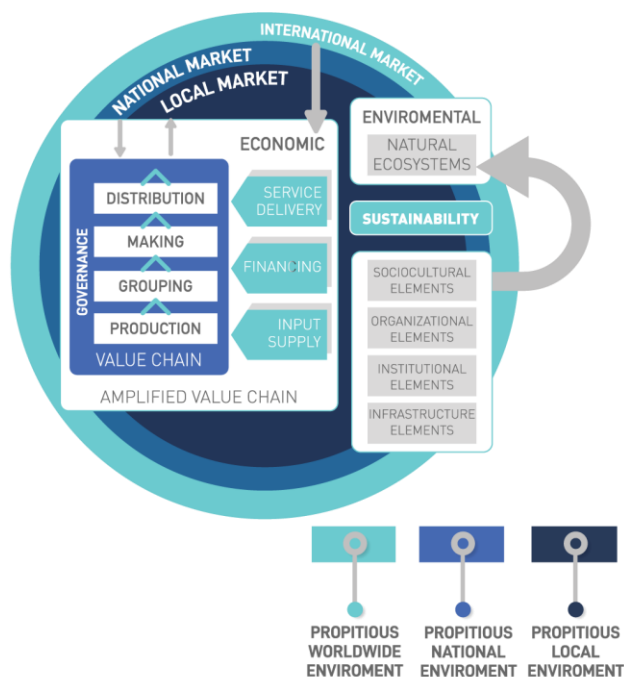 INTERNATIONAL MARKET
NATIONAL MARKET
LOCAL MARKET
ECONOMIC
GOVERNANCE
DISTRIBUTION
MAKING
GROUPING
PRODUCTION
VALUE CHAIN
SERVICE
DELIVERY
FINANCING
INPUT
SUPPLY
AMPLIFIED VALUE CHAIN
ENVIROMENTAL
NATURAL
ECOSYSTEMS
SUSTAINABILITY
SOCIOCULTURAL
ELEMENTS
ORGANIZATIONAL
ELEMENTS
INSTITUTIONAL
ELEMENTS
INFRASTRUCTURE
ELEMENTS
PROPITIOUS
WORLDWIDE
ENVIROMENT
PROPITIOUS
NATIONAL
ENVIROMENT
PROPITIOUS
LOCAL
ENVIROMENT